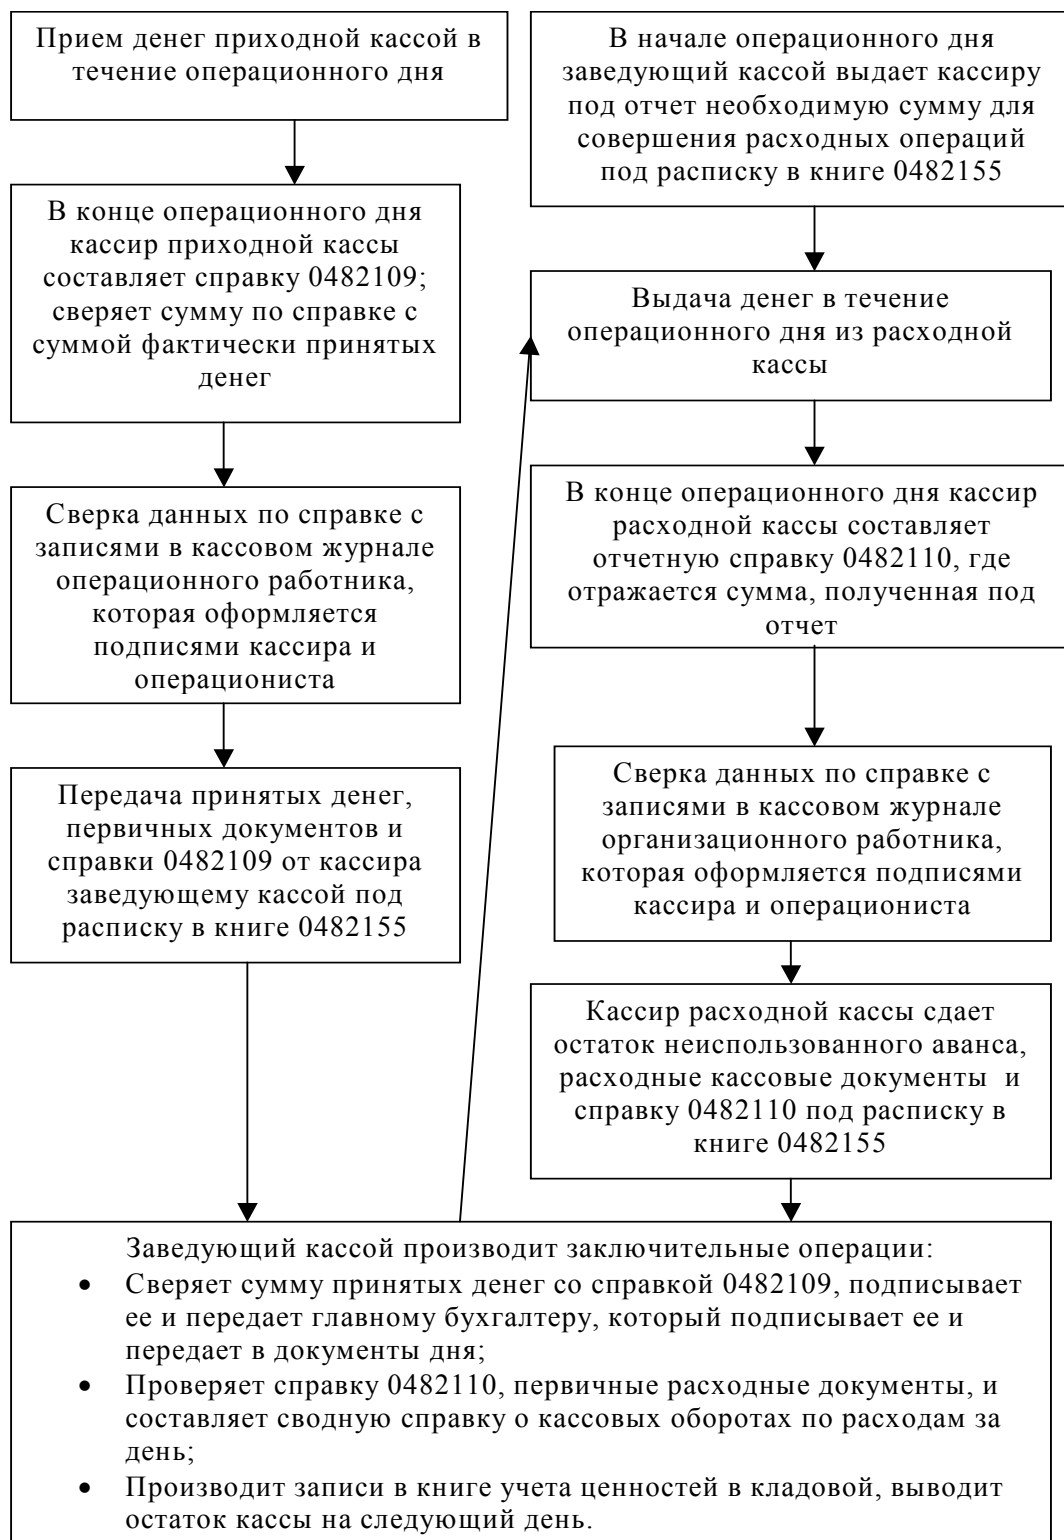 Прием денег приходной кассой в
течение операционного дня
В конце операционного дня
кассир приходной кассы
составляет справку 0482109;
сверяет сумму по справке с
суммой фактически принятых
денег
Сверка данных по справке с
записями в кассовом журнале
операционного работника,
которая оформляется
подписями кассира и
операциониста
Передача принятых денег,
первичных документов и
справки 0482109 от кассира
заведующему кассой под
расписку в книге 0482155
В начале операционного дня
заведующий кассой выдает кассиру
под отчет необходимую сумму для
совершения расходных операций
под расписку в книге 0482155
Выдача денег в течение
операционного дня из расходной
кассы
В конце операционного дня кассир
расходной кассы составляет
отчетную справку 0482110, где
отражается сумма, полученная под
отчет
Сверка данных по справке с
записями в кассовом журнале
организационного работника,
которая оформляется подписями
кассира и операциониста
Кассир расходной кассы сдает
остаток неиспользованного аванса,
расходные кассовые документы и
справку 0482110 под расписку в
книге 0482155
Заведующий кассой производит заключительные операции:
• Сверяет сумму принятых денег со справкой 0482109, подписывает
ее и передает главному бухгалтеру, который подписывает ее и
передает в документы дня;
• Проверяет справку 0482110, первичные расходные документы, и
составляет сводную справку о кассовых оборотах по расходам за
день;
• Производит записи в книге учета ценностей в кладовой, выводит
остаток кассы на следующий день.